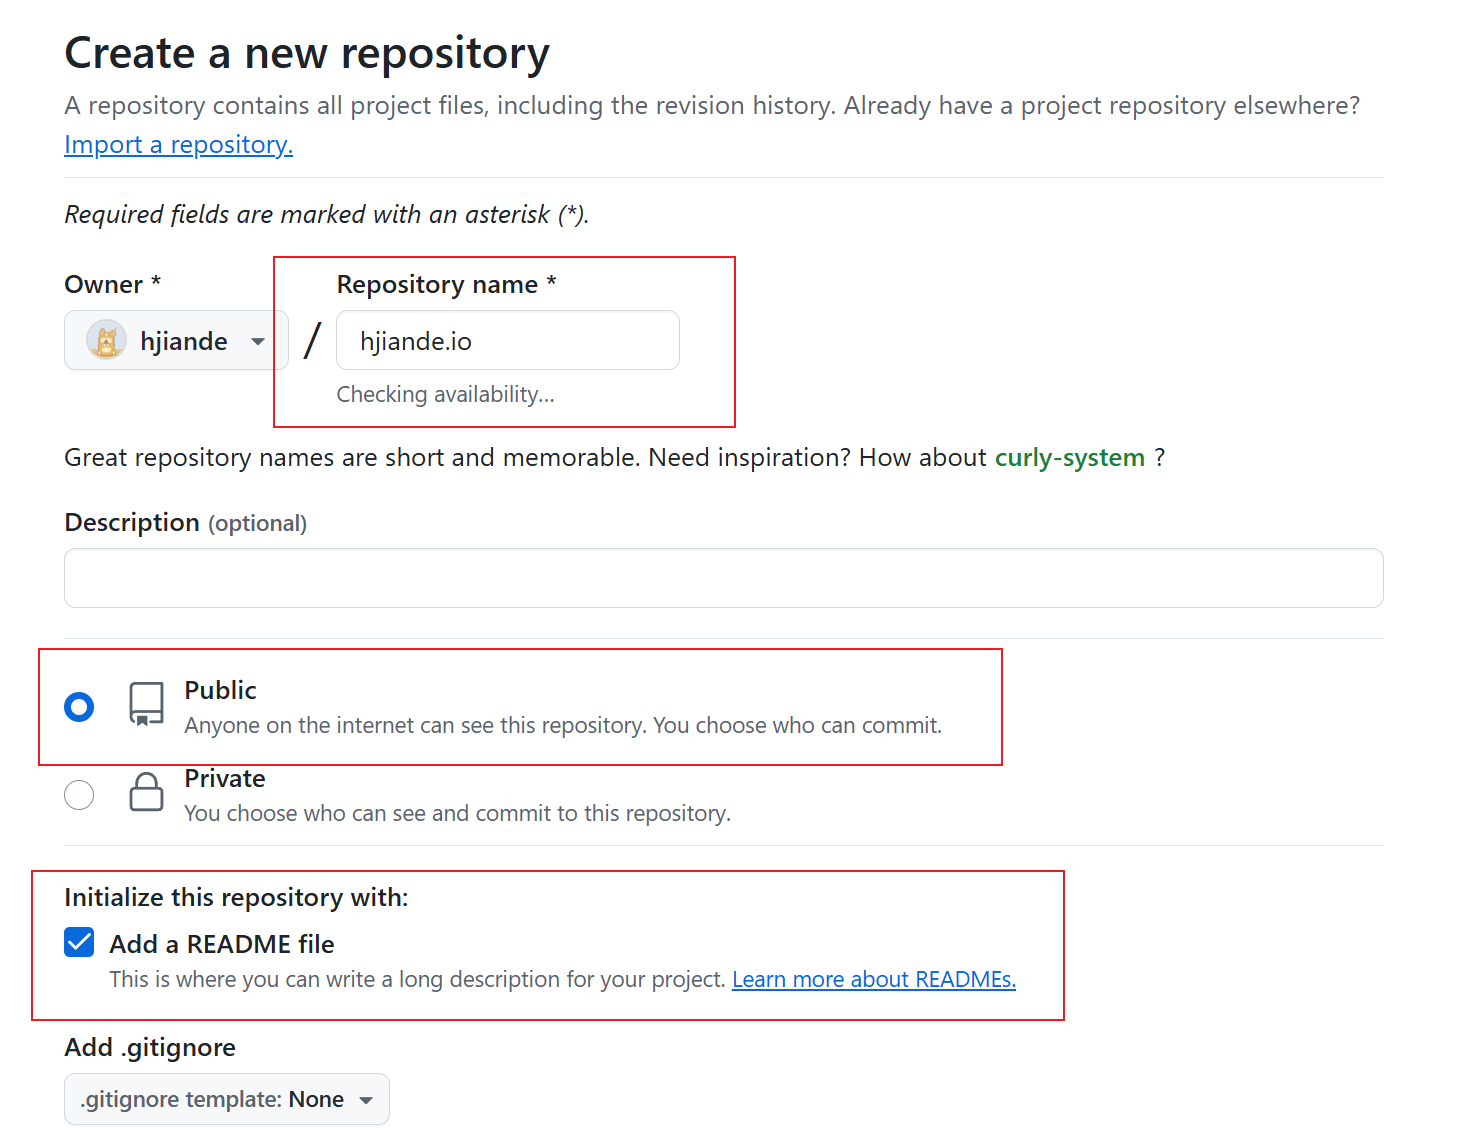 Create a new repository
A repository contains all project files, including the revision history. Already have a project repository elsewhere?
Import a repository.
Required fields are marked with an asterisk (*).
Owner *
Repository name *
hjiande
/
hjiande.io
Checking availability...
Great repository names are short and memorable. Need inspiration? How about curly-system ?
Description (optional)
Public
Anyone on the internet can see this repository. You choose who can commit.
Private
You choose who can see and commit to this repository.
Initialize this repository with:
Add a README file
This is where you can write a long description for your project. Learn more about READMEs.
Add .gitignore
.gitignore template: None